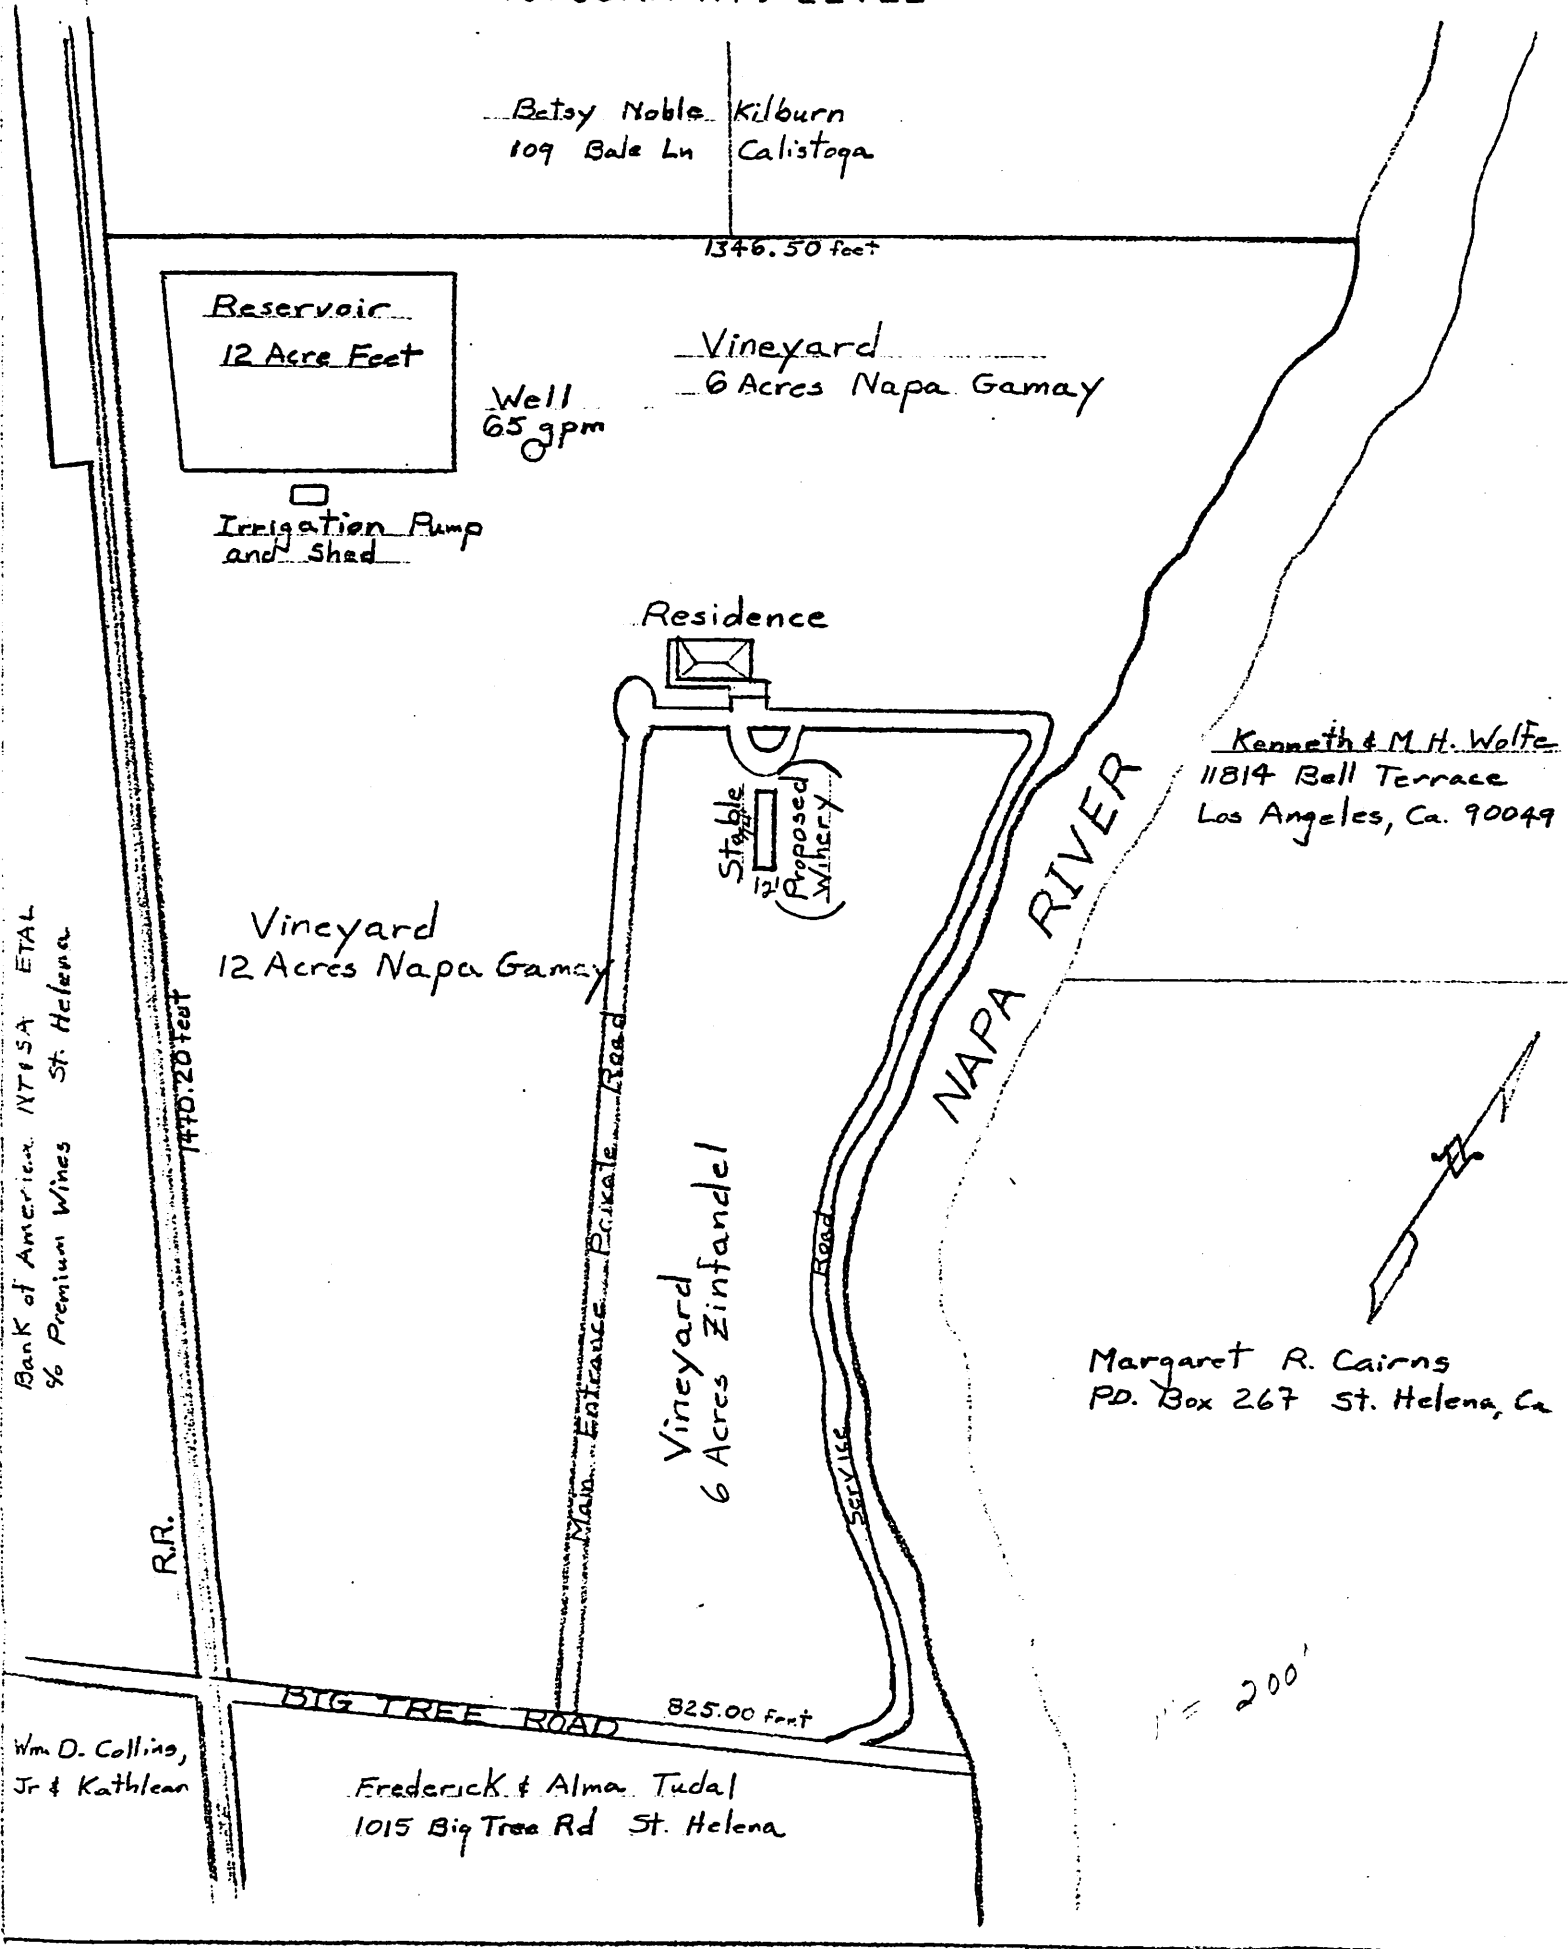 Betsy Noble Kilburn
109 Bale Ln Calistoga
1346.50 feet
Reservoir
12 Acre Feet
Vineyard
6 Acres Napa Gamay
Well
65 gpm
Irrigation Pump
and Shed
Residence
Kenneth & M H. Wolfe
11814 Bell Terrace
Los Angeles, Ca. 90049
Stable
12'
(Proposed
Winery)
NAPA RIVER
Vineyard
12 Acres Napa Gamay
Bank of America NT&SA ETAL
% Premium Wines St. Helena
1470.20 feet
Main Entrance Private Road
Vineyard
6 Acres Zinfandel
Service Road
N
Margaret R. Cairns
P.O. Box 267 St. Helena, Ca
R.R.
1" = 200'
BIG TREE ROAD
825.00 feet
Wm. D. Collins,
Jr & Kathleen
Frederick & Alma Tudal
1015 Big Tree Rd St. Helena